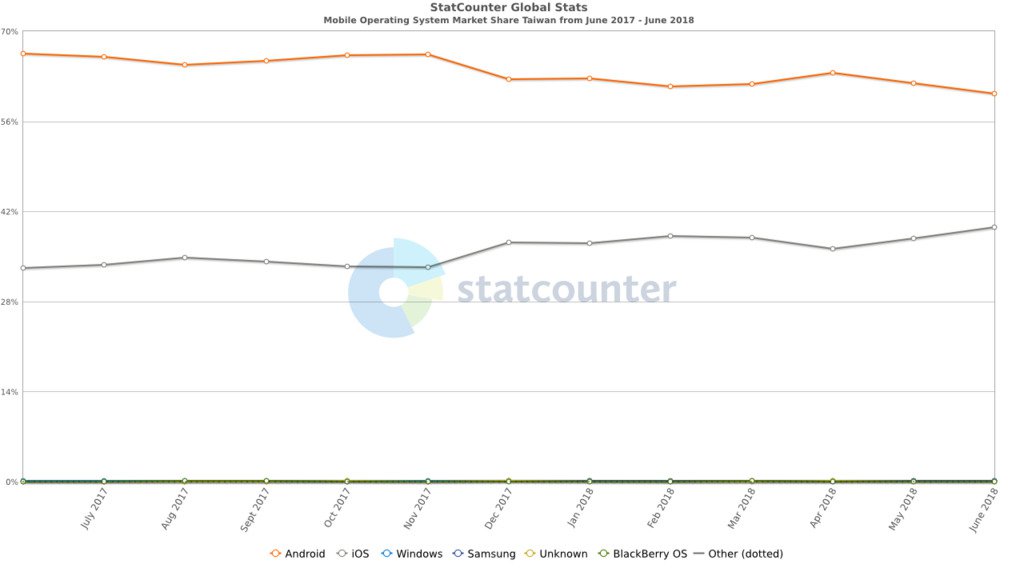 StatCounter Global Stats
Mobile Operating System Market Share Taiwan from June 2017 - June 2018
70%
56%
42%
28%
14%
0%
statcounter
July 2017
Aug 2017
Sept 2017
Oct 2017
Nov 2017
Dec 2017
Jan 2018
Feb 2018
Mar 2018
Apr 2018
May 2018
June 2018
Android iOS Windows Samsung Unknown BlackBerry OS Other (dotted)